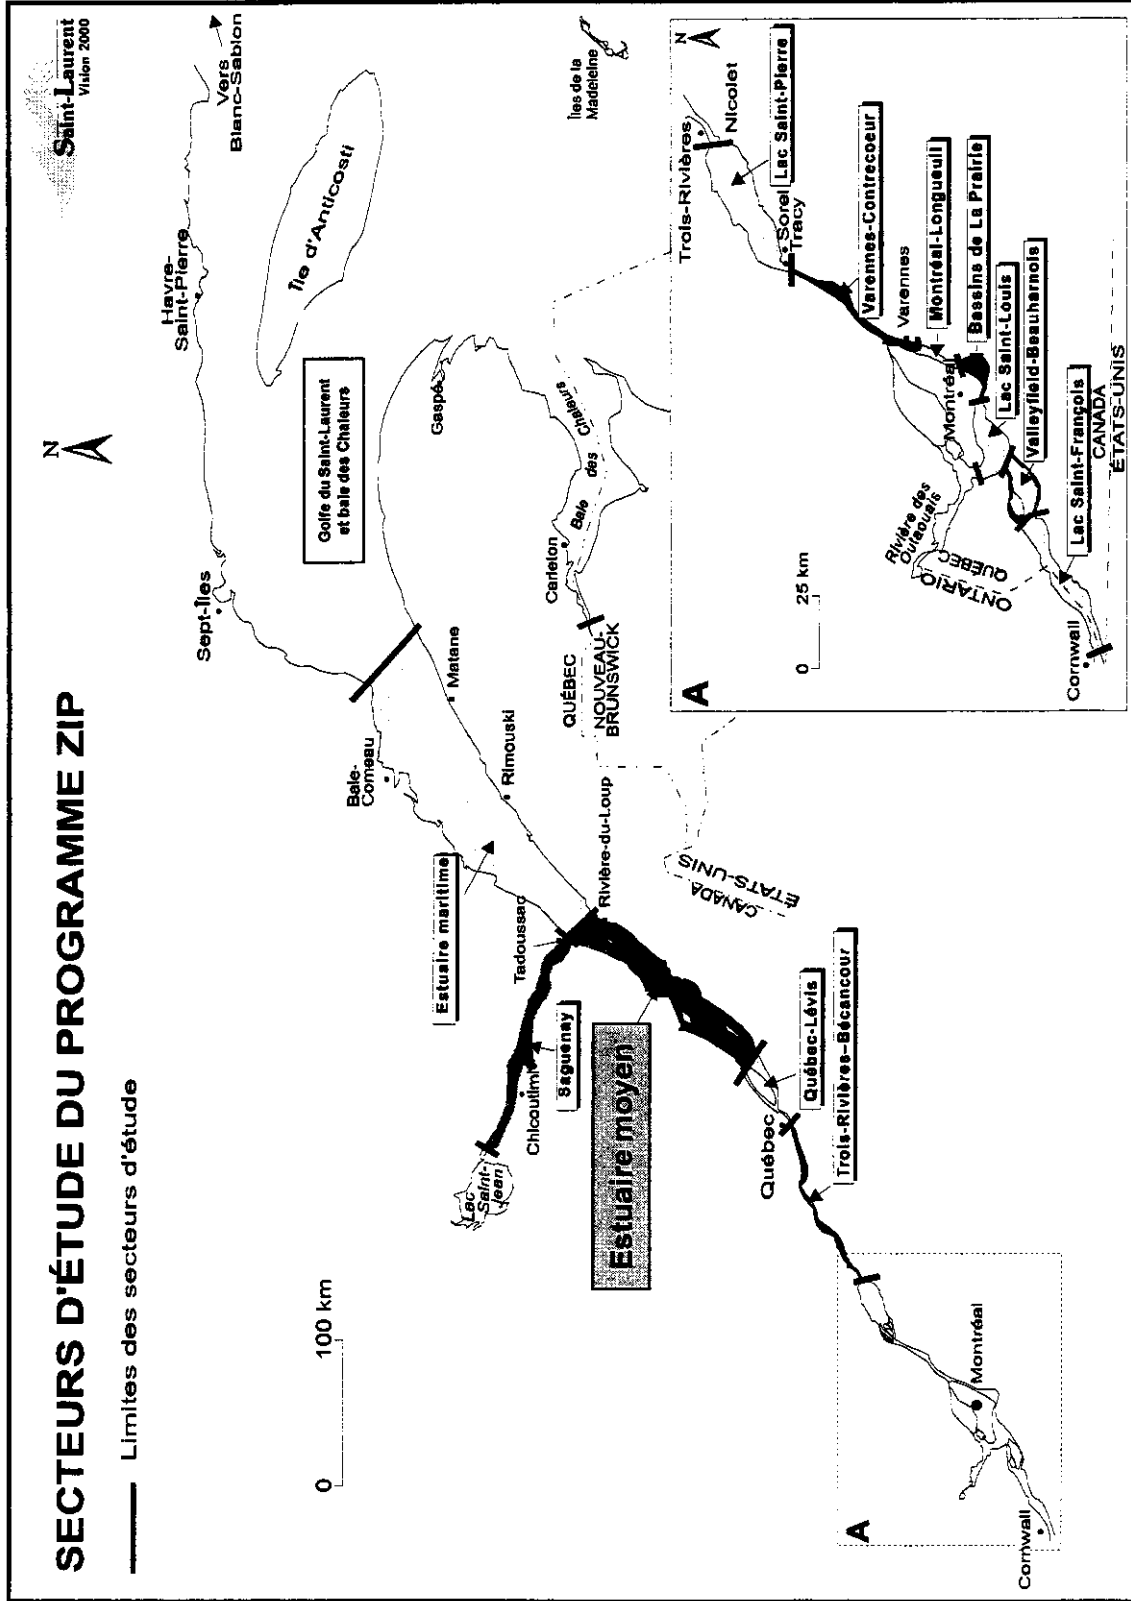 SECTEURS D'ÉTUDE DU PROGRAMME ZIP
Limites des secteurs d'étude
Saint-Laurent
Vision 2000
N
0 100 km
Vers
Blanc-Sablon
Havre-
Saint-Pierre
Sept-Îles
Île d'Anticosti
Îles de la
Madeleine
Golfe du Saint-Laurent
et baie des Chaleurs
Gaspé
Baie-
Comeau
Matane
Rimouski
Carleton
Baie des Chaleurs
QUÉBEC
NOUVEAU-
BRUNSWICK
Estuaire maritime
Tadoussac
Rivière-du-Loup
Saguenay
Chicoutimi
Lac
Saint-
Jean
Estuaire moyen
CANADA
ÉTATS-UNIS
Québec
Québec-Lévis
Trois-Rivières–Bécancour
Montréal
Cornwall
A
A
N
0 25 km
Trois-Rivières
Nicolet
Lac Saint-Pierre
Sorel
Tracy
Varennes-Contrecoeur
Varennes
Montréal-Longueuil
Montréal
Bassins de La Prairie
Lac Saint-Louis
Valleyfield-Beauharnois
Lac Saint-François
Rivière des
Outaouais
QUÉBEC
ONTARIO
Cornwall
CANADA
ÉTATS-UNIS